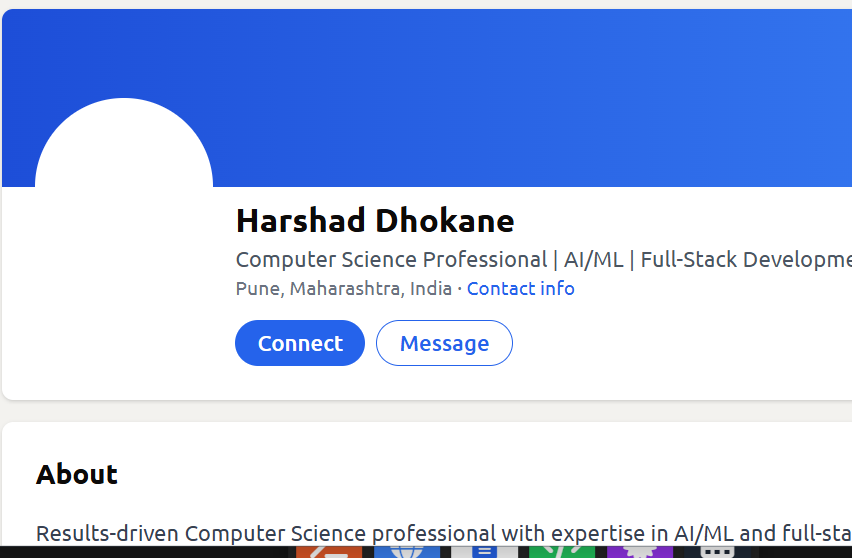 Harshad Dhokane
Computer Science Professional | AI/ML | Full-Stack Developme
Pune, Maharashtra, India · Contact info
Connect Message
About
Results-driven Computer Science professional with expertise in AI/ML and full-sta